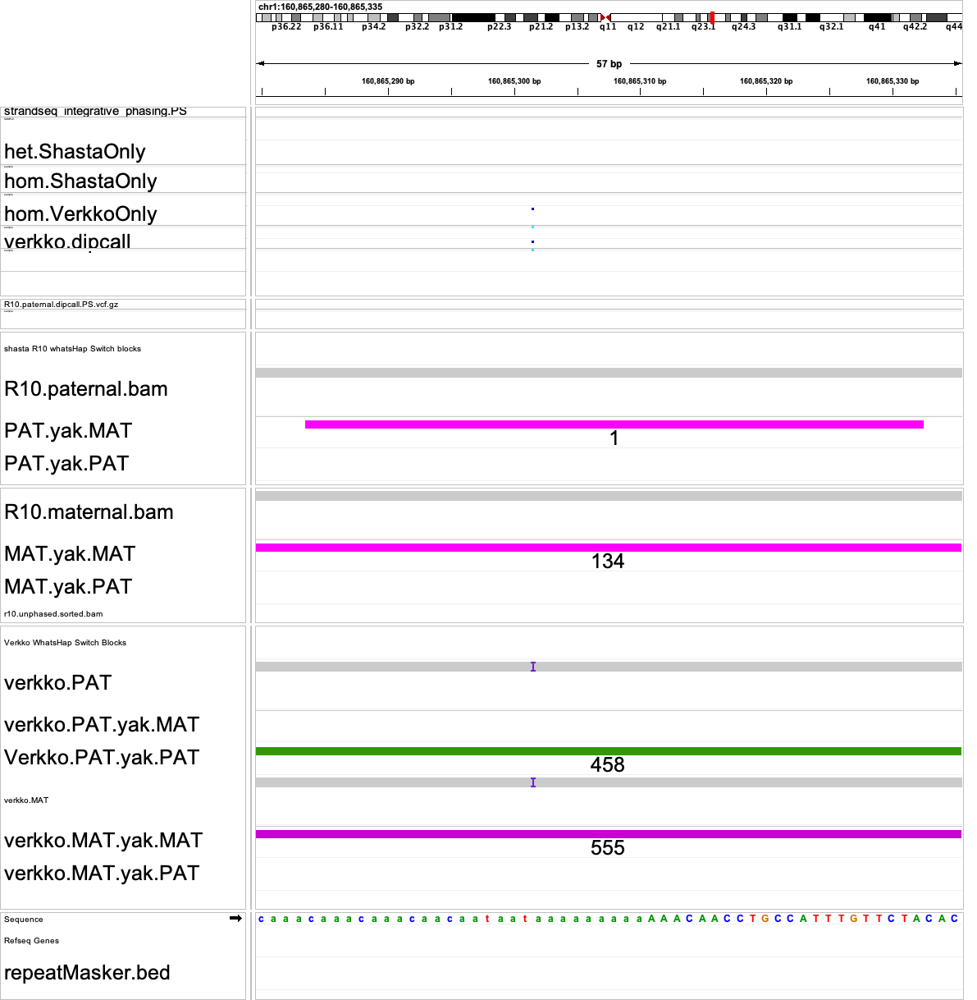 chr1:160,865,280-160,865,335
p36.22 p36.11 p34.2 p32.2 p31.2 p22.3 p21.2 p13.2 q11 q12 q21.1 q23.1 q24.3 q31.1 q32.1 q41 q42.2 q44
57 bp
160,865,290 bp 160,865,300 bp 160,865,310 bp 160,865,320 bp 160,865,330 bp
strandseq_integrative_phasing.PS
het.ShastaOnly
hom.ShastaOnly
hom.VerkkoOnly
verkko.dipcall
R10.paternal.dipcall.PS.vcf.gz
shasta R10 whatsHap Switch blocks
R10.paternal.bam
PAT.yak.MAT
1
PAT.yak.PAT
R10.maternal.bam
MAT.yak.MAT
134
MAT.yak.PAT
r10.unphased.sorted.bam
Verkko WhatsHap Switch Blocks
verkko.PAT
verkko.PAT.yak.MAT
Verkko.PAT.yak.PAT
458
verkko.MAT
verkko.MAT.yak.MAT
555
verkko.MAT.yak.PAT
Sequence c a a a c a a a c a a a c a a c a a t a a t a a a a a a a a a A A A C A A C C T G C C A T T T G T T C T A C A C
Refseq Genes
repeatMasker.bed